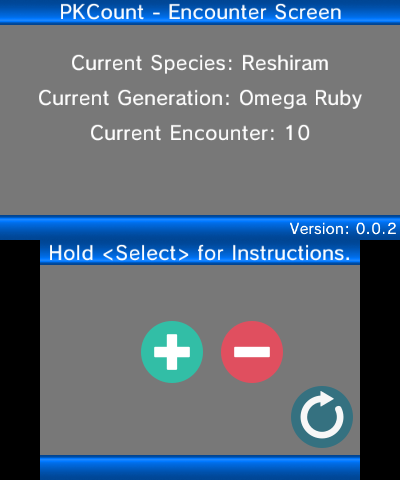 PKCount - Encounter Screen
Current Species: Reshiram
Current Generation: Omega Ruby
Current Encounter: 10
Version: 0.0.2
Hold <Select> for Instructions.